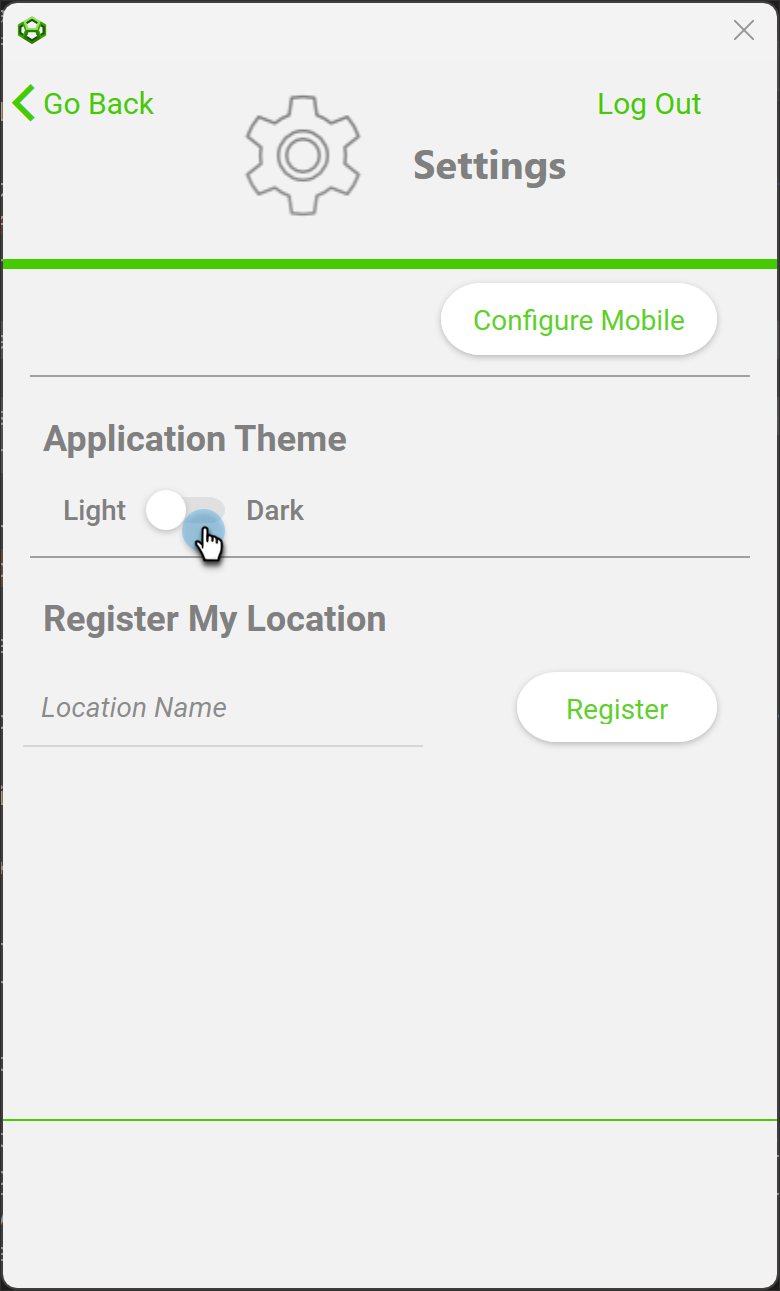 Go Back
Log Out
Settings
Configure Mobile
Application Theme
Light Dark
Register My Location
Location Name
Register